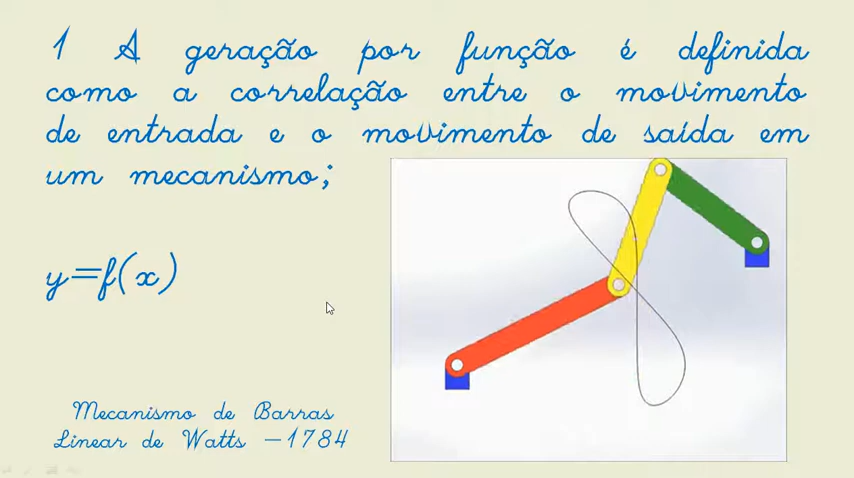 1 A geração por função é definida
como a correlação entre o movimento
de entrada e o movimento de saída em
um mecanismo;
y=f(x)
Mecanismo de Barras
Linear de Watts -1784